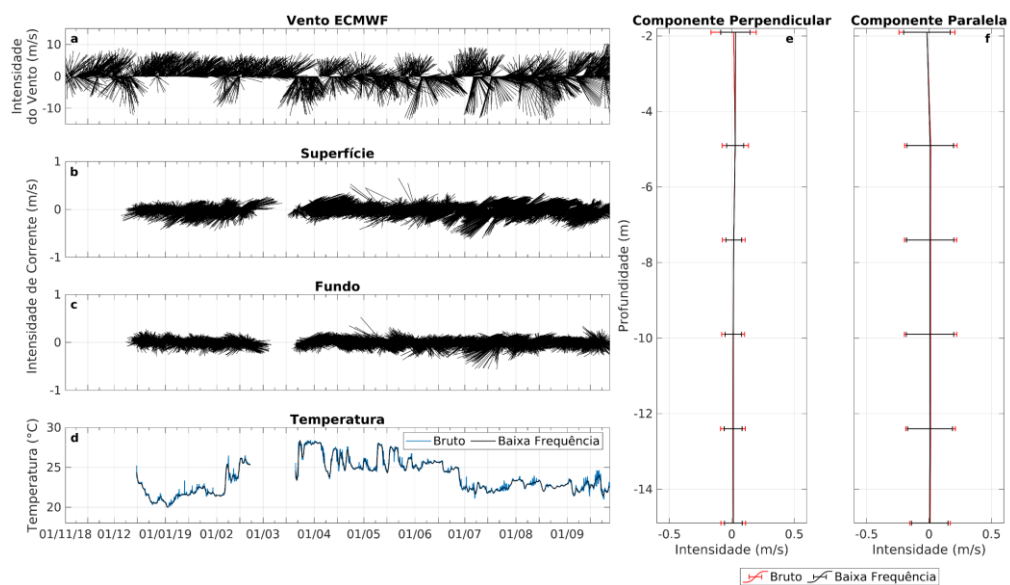 Vento ECMWF
a
Intensidade
do Vento (m/s)
10
0
-10
Superfície
b
1
0
-1
Intensidade de Corrente (m/s)
Fundo
c
1
0
-1
Temperatura
d
Temperatura (°C)
30
25
20
Bruto Baixa Frequência
01/11/18 01/12 01/01/19 01/02 01/03 01/04 01/05 01/06 01/07 01/08 01/09
Componente Perpendicular
e
Profundidade (m)
-2
-4
-6
-8
-10
-12
-14
-0.5 0 0.5
Intensidade (m/s)
Componente Paralela
f
-0.5 0 0.5
Intensidade (m/s)
Bruto Baixa Frequência